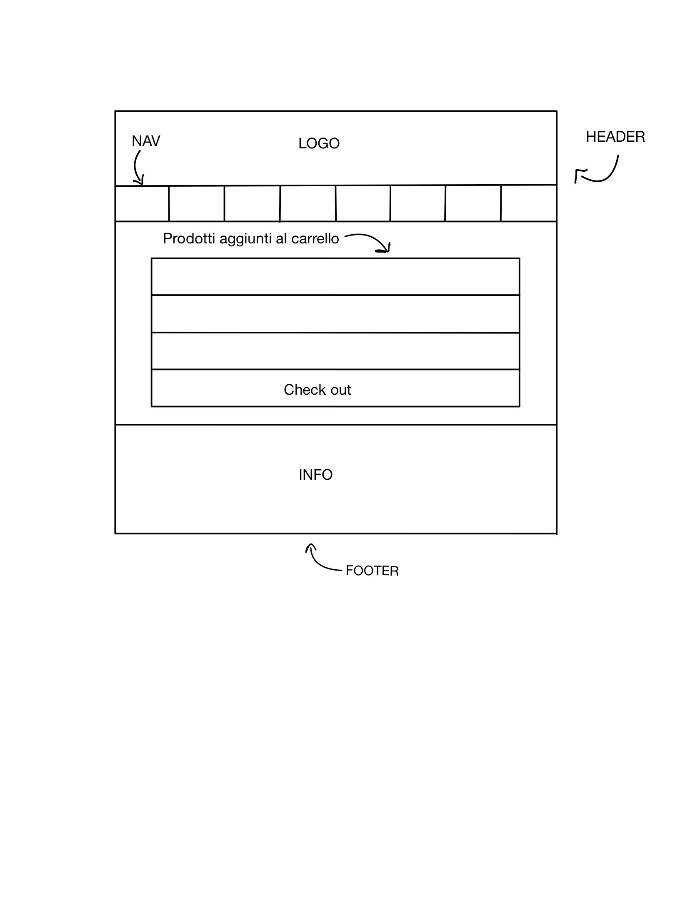 NAV
LOGO
HEADER
Prodotti aggiunti al carrello
Check out
INFO
FOOTER